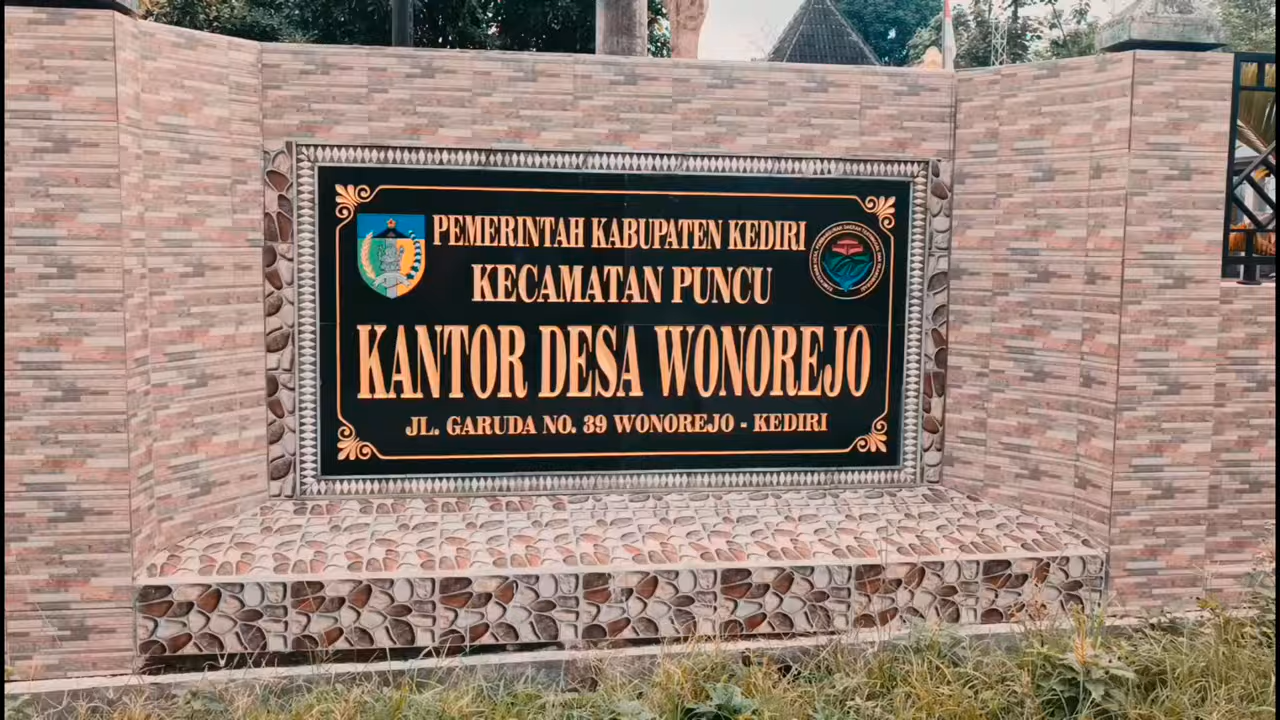 PEMERINTAH KABUPATEN KEDIRI
KECAMATAN PUNCU
KANTOR DESA WONOREJO
JL. GARUDA NO. 39 WONOREJO - KEDIRI